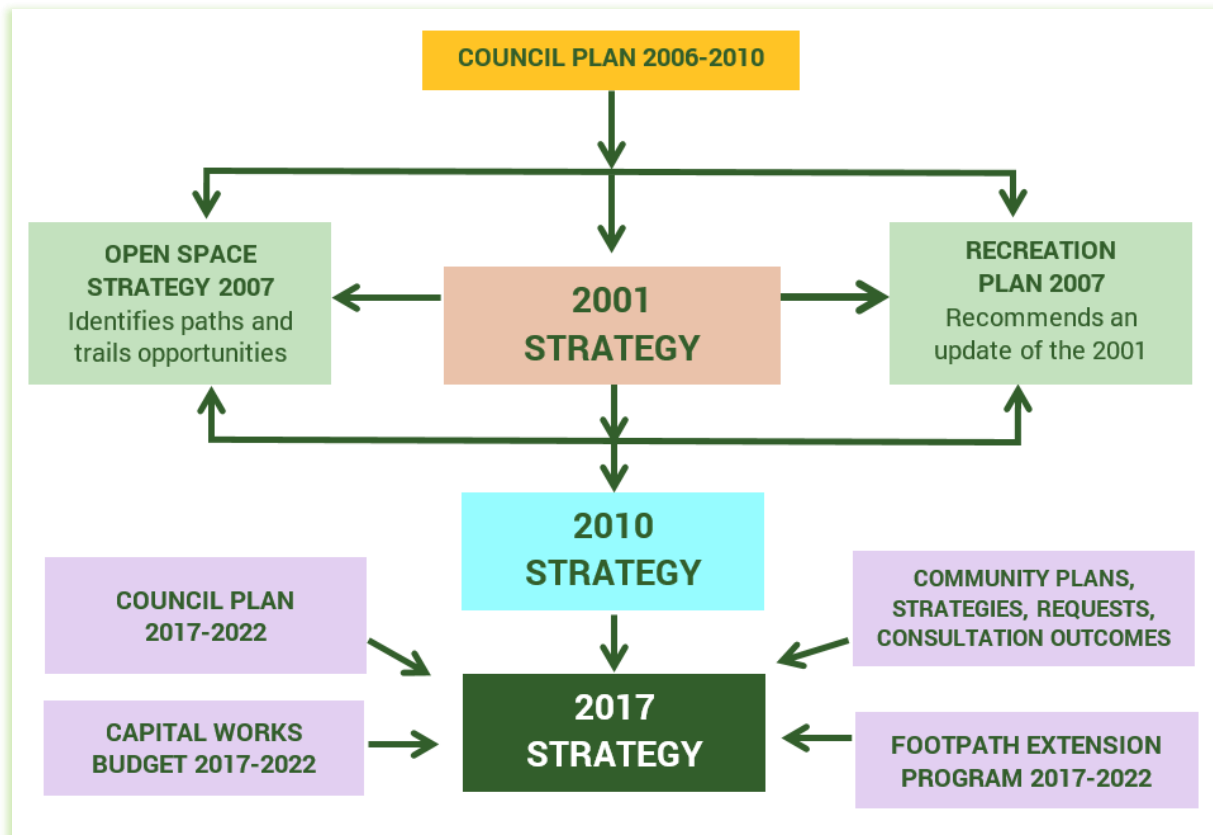 COUNCIL PLAN 2006-2010
OPEN SPACE
STRATEGY 2007
Identifies paths and
trails opportunities
2001
STRATEGY
RECREATION
PLAN 2007
Recommends an
update of the 2001
2010
STRATEGY
COUNCIL PLAN
2017-2022
COMMUNITY PLANS,
STRATEGIES, REQUESTS,
CONSULTATION OUTCOMES
2017
STRATEGY
CAPITAL WORKS
BUDGET 2017-2022
FOOTPATH EXTENSION
PROGRAM 2017-2022